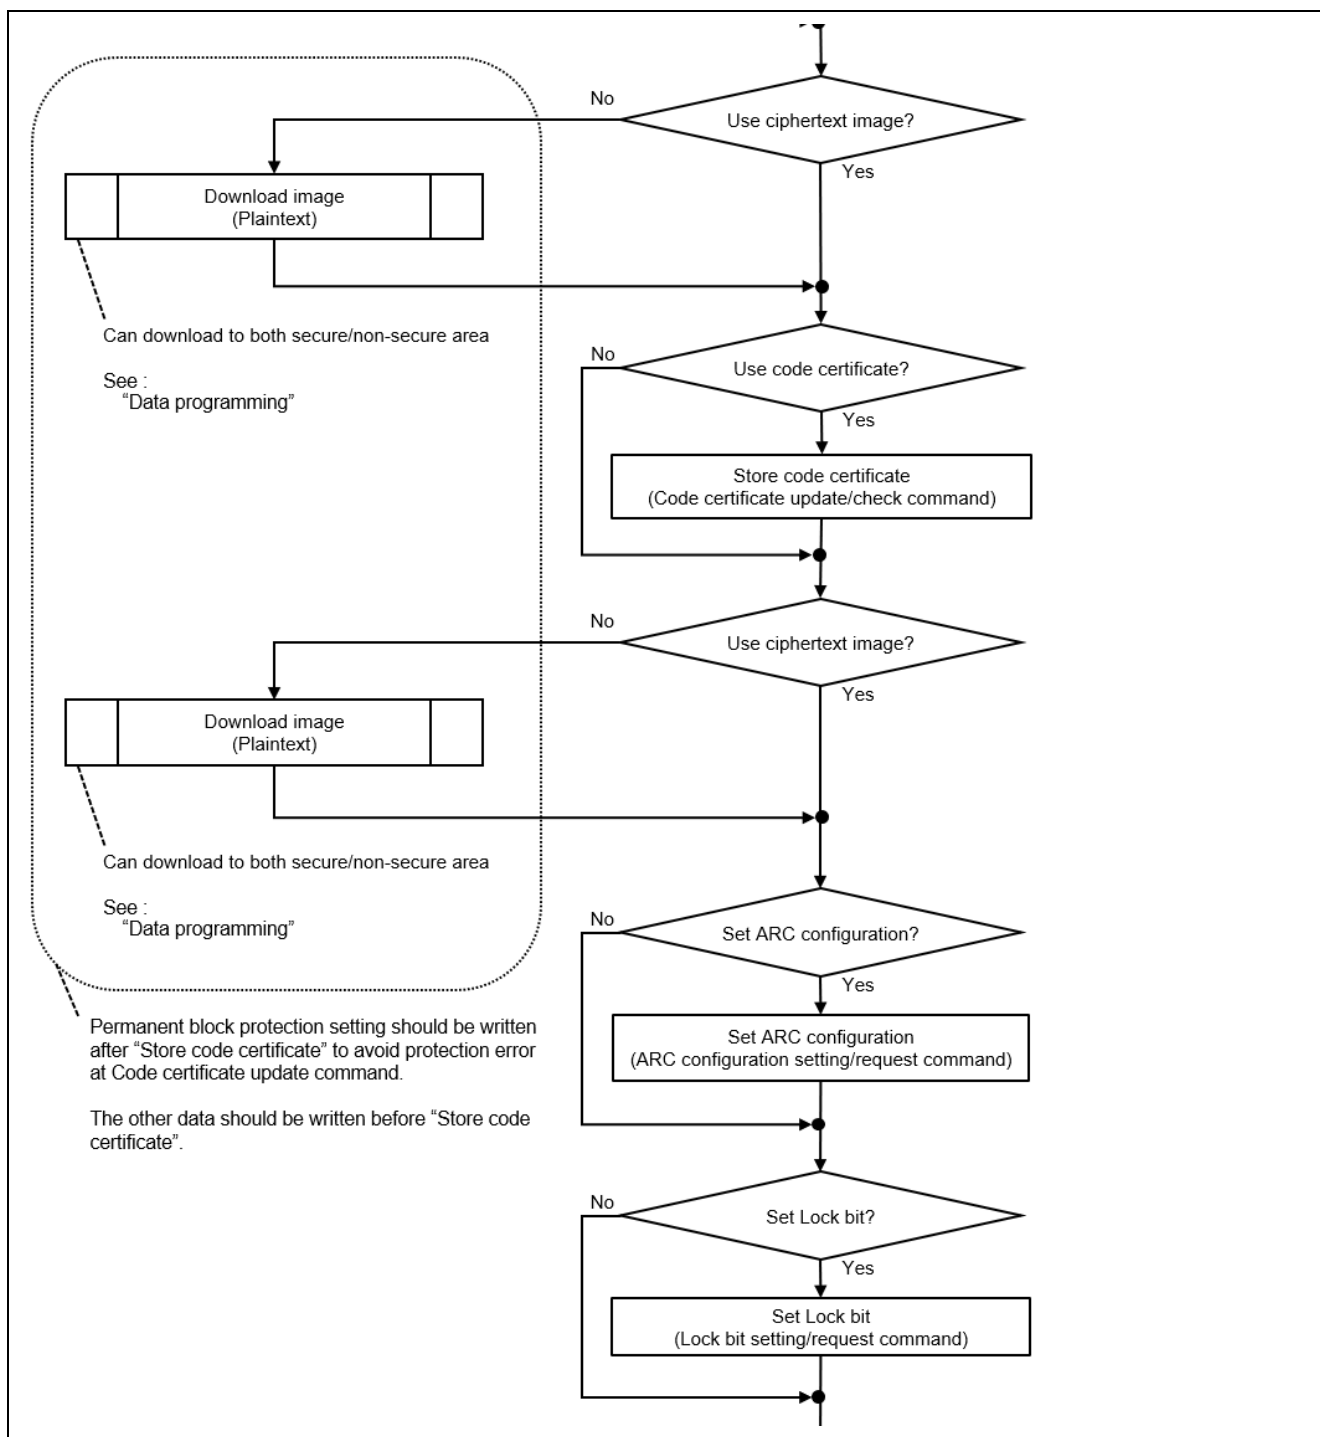 No
Use ciphertext image?
Yes
Download image
(Plaintext)
Can download to both secure/non-secure area
See :
“Data programming”
No
Use code certificate?
Yes
Store code certificate
(Code certificate update/check command)
No
Use ciphertext image?
Yes
Download image
(Plaintext)
Can download to both secure/non-secure area
See :
“Data programming”
No
Set ARC configuration?
Yes
Permanent block protection setting should be written
after “Store code certificate” to avoid protection error
at Code certificate update command.
The other data should be written before “Store code
certificate”.
Set ARC configuration
(ARC configuration setting/request command)
No
Set Lock bit?
Yes
Set Lock bit
(Lock bit setting/request command)